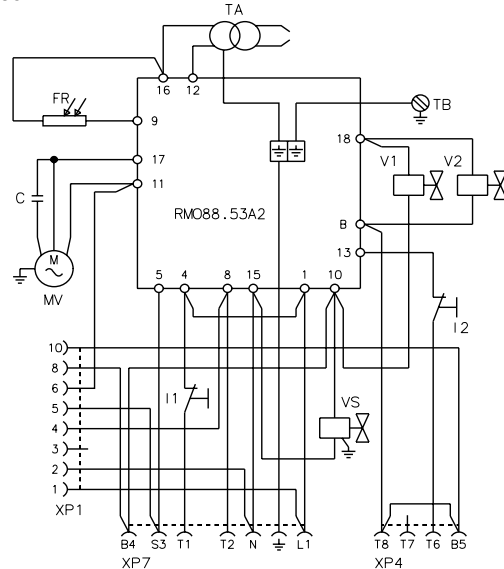 TA
16 12
FR
9
TB
18
17
V1 V2
11
C
RMO88.53A2
B
M
13
MV
5 4 8 15 1 10
I2
10
8
6
I1
5
VS
4
3
2
1
XP1
B4 S3 T1 T2 N L1
T8 T7 T6 B5
XP7
XP4